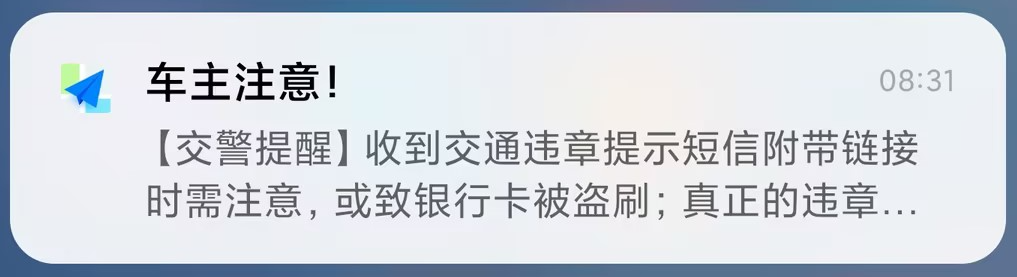 车主注意!
08:31
【交警提醒】收到交通违章提示短信附带链接
时需注意，或致银行卡被盗刷；真正的违章...